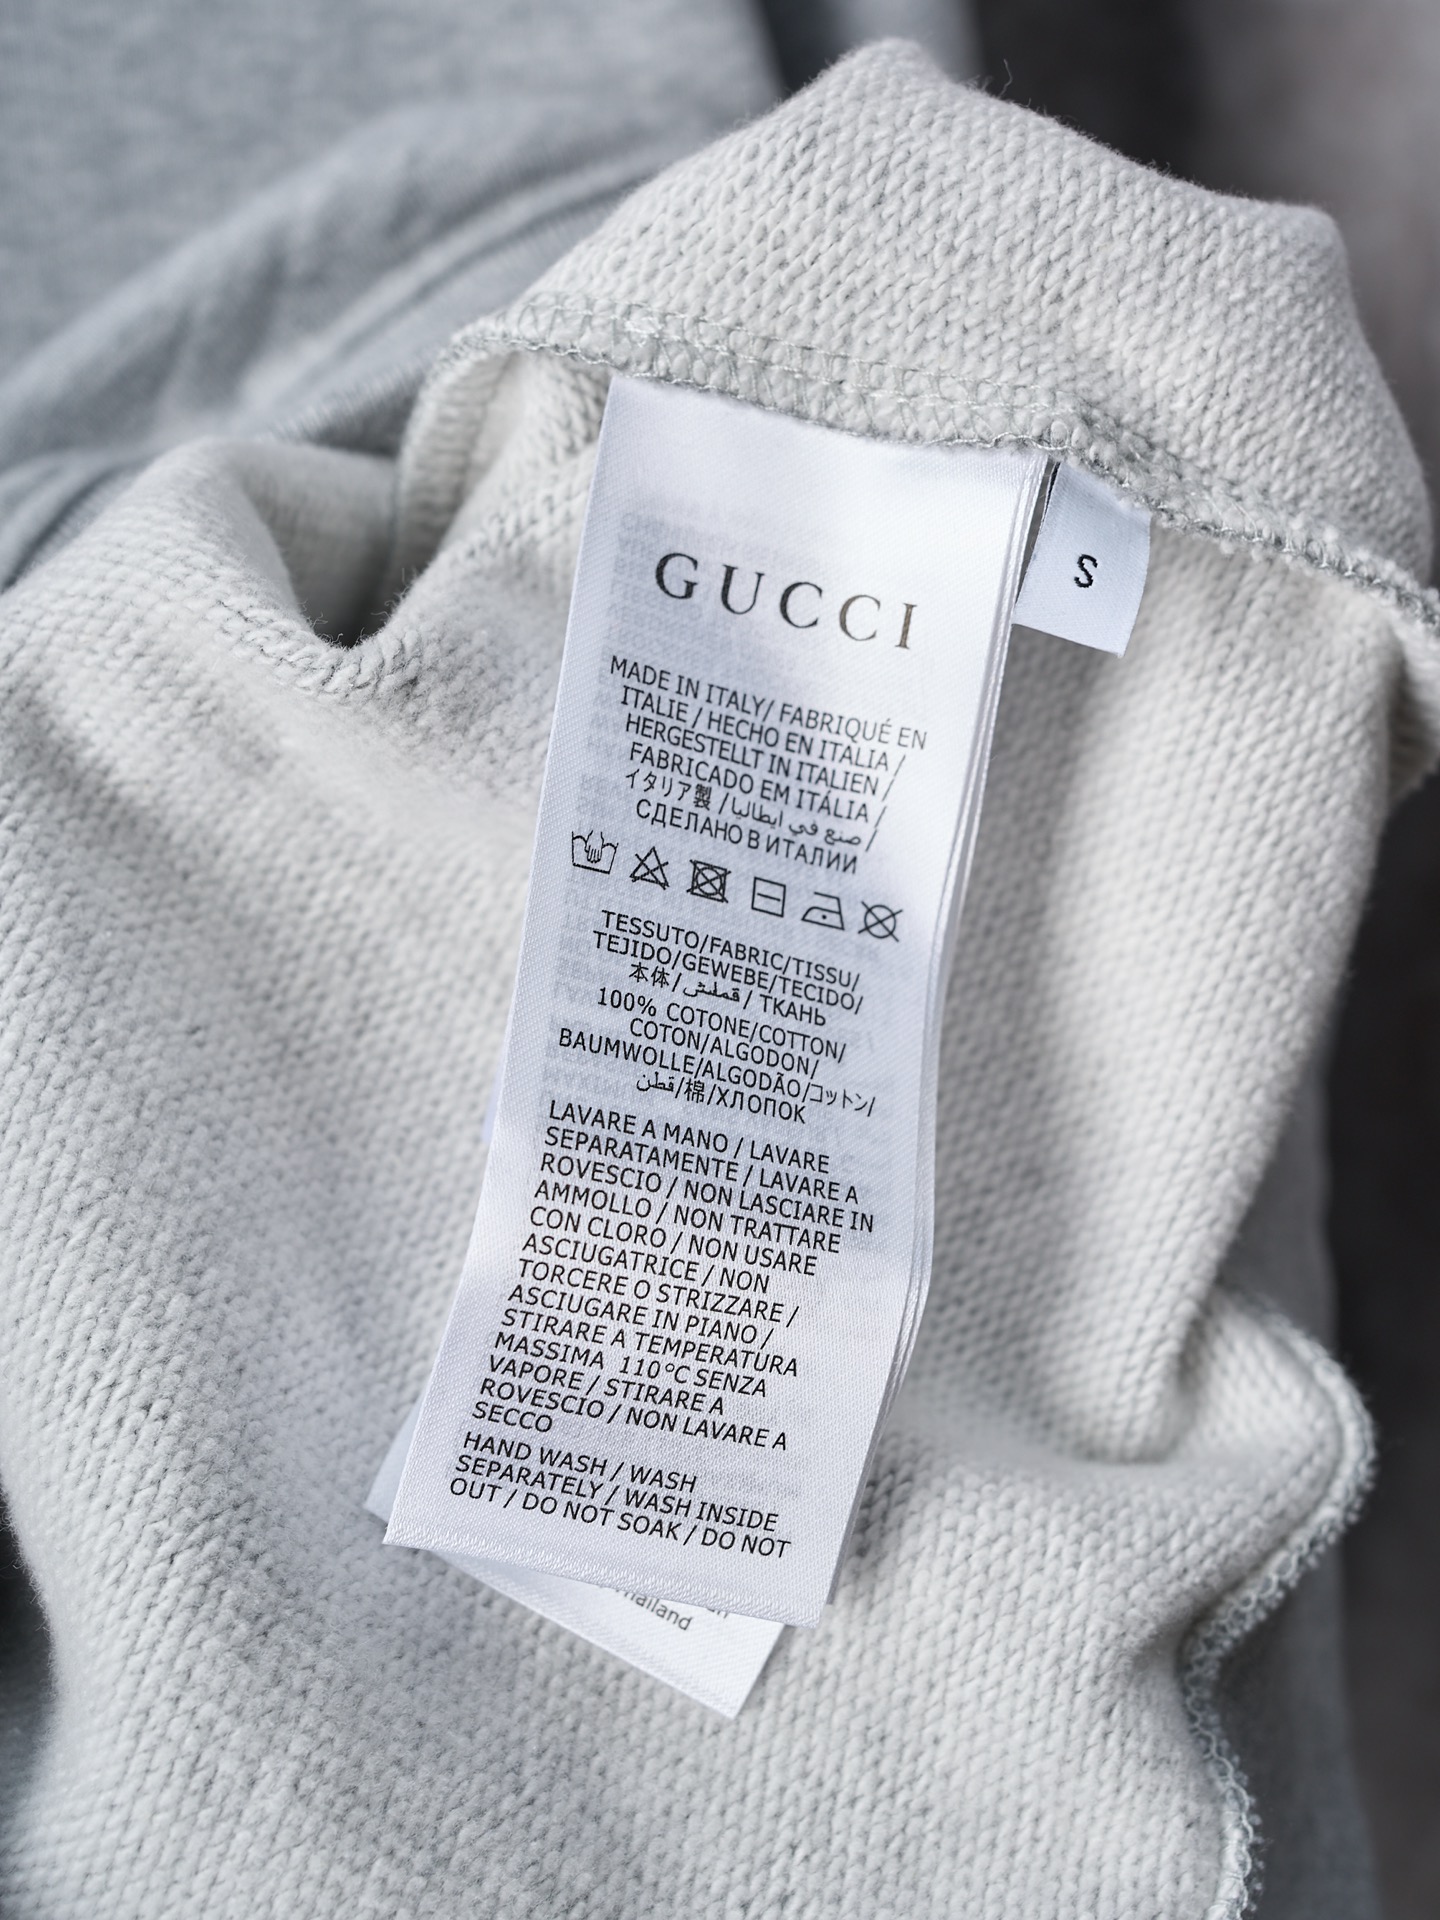 GUCCI
S
MADE IN ITALY/ FABRIQUÉ EN
ITALIE / HECHO EN ITALIA /
HERGESTELLT IN ITALIEN /
FABRICADO EM ITÁLIA /
イタリア製 / صنع في ايطاليا /
СДЕЛАНО В ИТАЛИИ
TESSUTO/FABRIC/TISSU/
TEJIDO/GEWEBE/TECIDO/
本体/قملش/ ТКАНЬ
100% COTONE/COTTON/
COTON/ALGODON/
BAUMWOLLE/ALGODÃO/コットン/
قطن/棉/ХЛОПОК
LAVARE A MANO / LAVARE
SEPARATAMENTE / LAVARE A
ROVESCIO / NON LASCIARE IN
AMMOLLO / NON TRATTARE
CON CLORO / NON USARE
ASCIUGATRICE / NON
TORCERE O STRIZZARE /
ASCIUGARE IN PIANO /
STIRARE A TEMPERATURA
MASSIMA 110°C SENZA
VAPORE / STIRARE A
ROVESCIO / NON LAVARE A
SECCO
HAND WASH / WASH
SEPARATELY / WASH INSIDE
OUT / DO NOT SOAK / DO NOT
Thailand